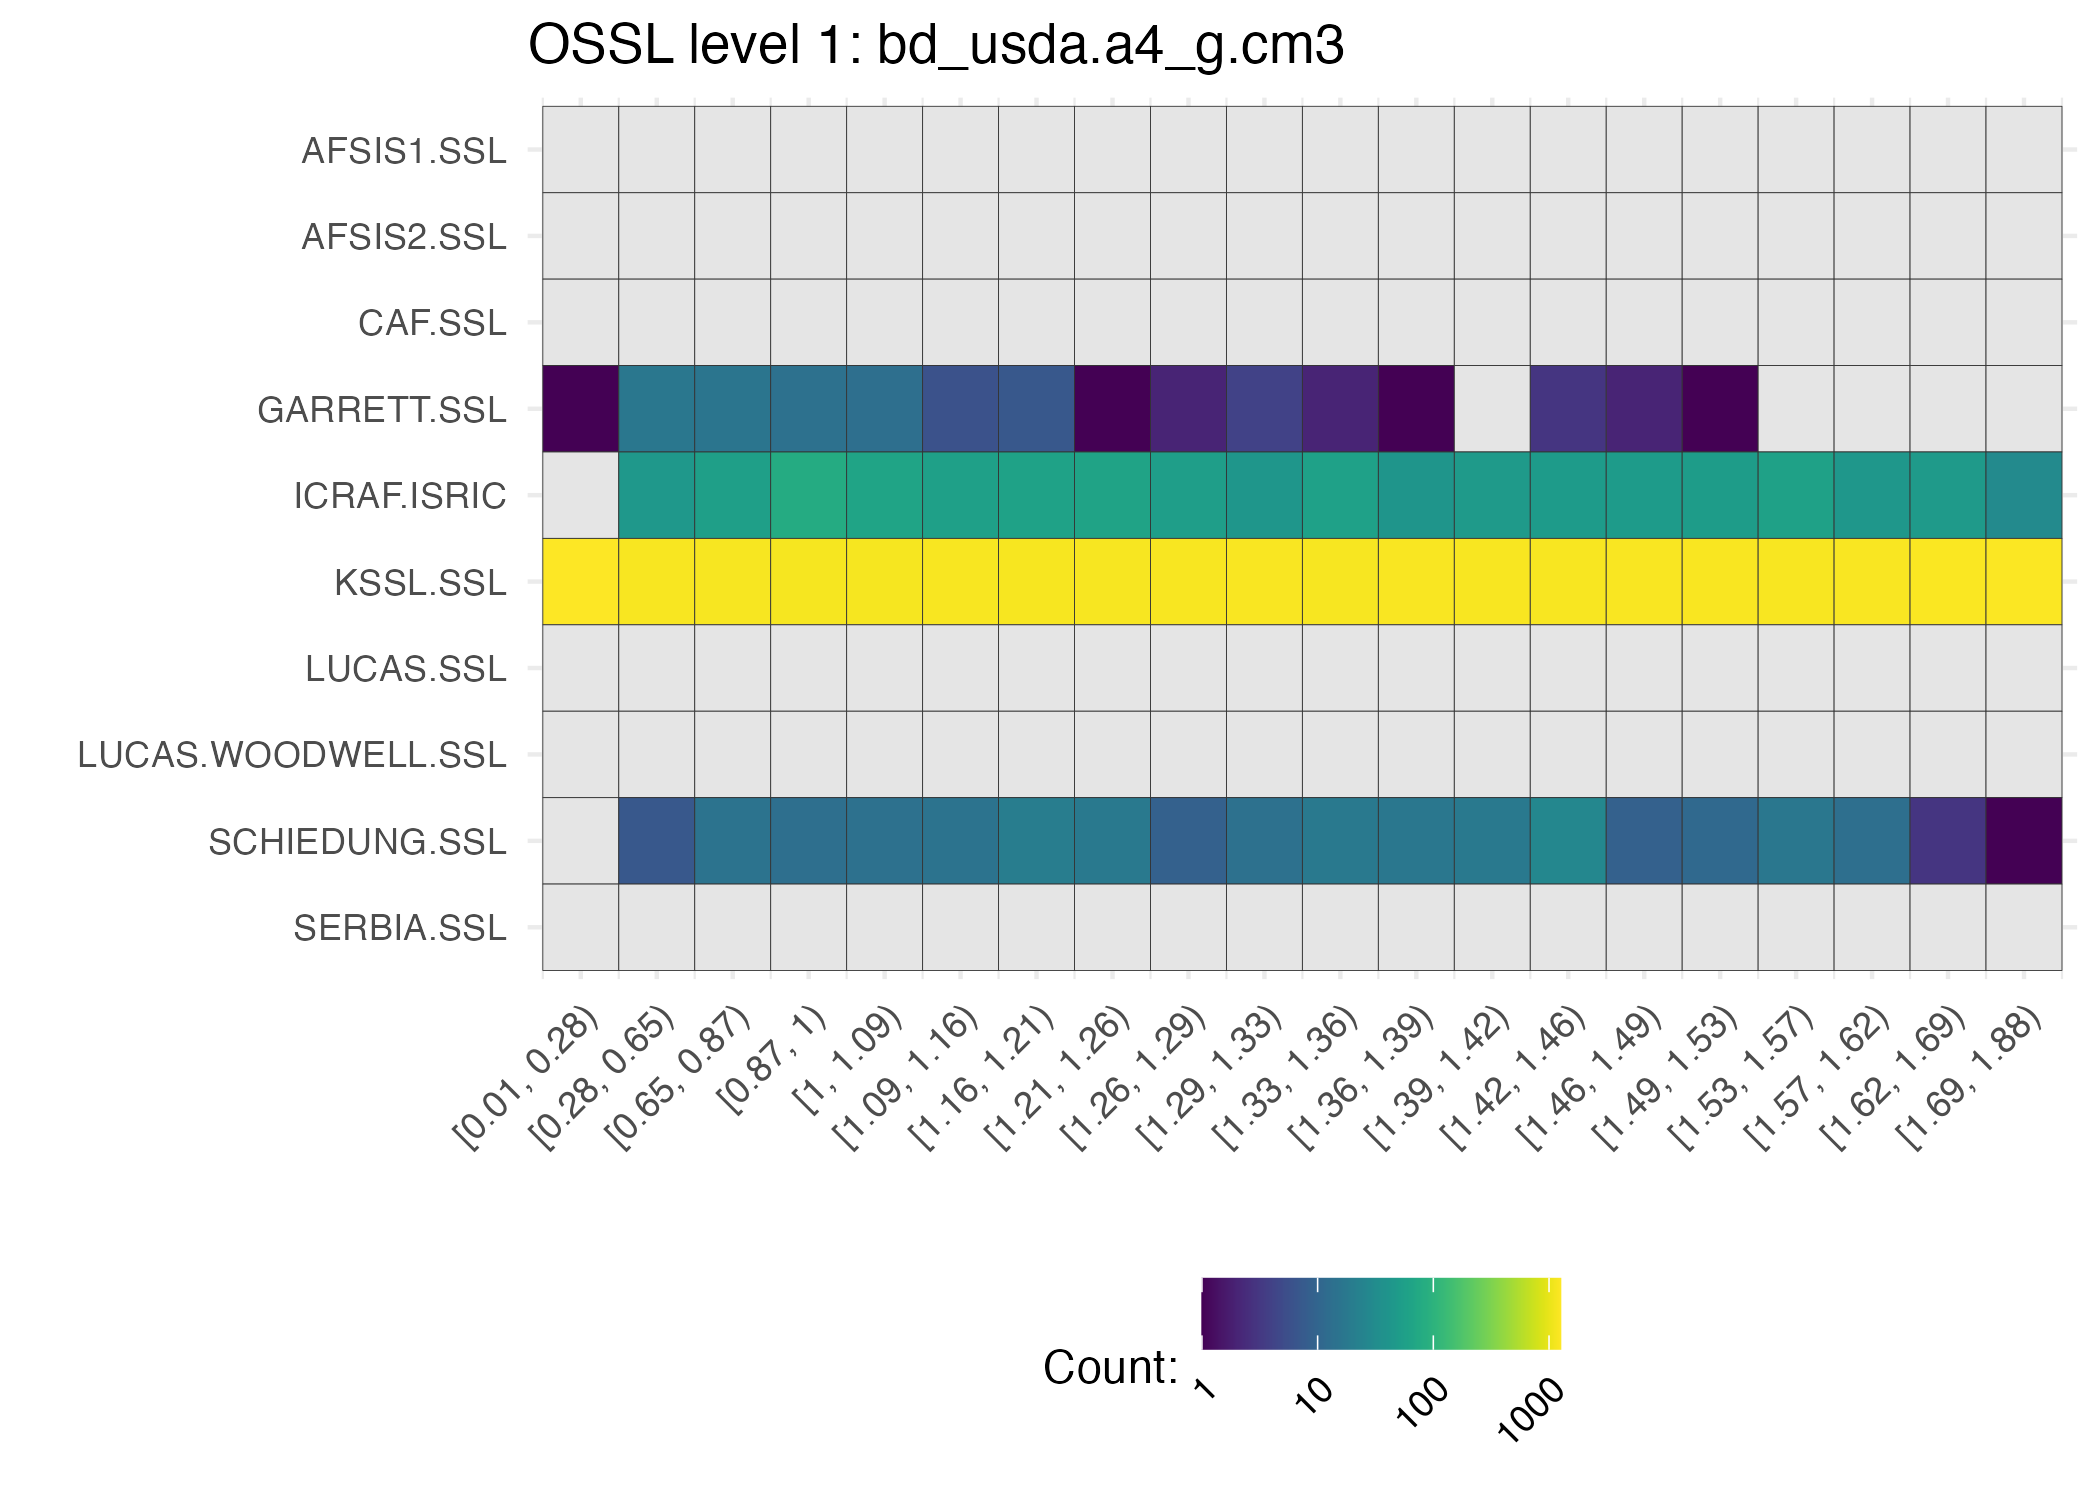 OSSL level 1: bd_usda.a4_g.cm3
AFSIS1.SSL
AFSIS2.SSL
CAF.SSL
GARRETT.SSL
ICRAF.ISRIC
KSSL.SSL
LUCAS.SSL
LUCAS.WOODWELL.SSL
SCHIEDUNG.SSL
SERBIA.SSL
[0.01, 0.28)
[0.28, 0.65)
[0.65, 0.87)
[0.87, 1)
[1, 1.09)
[1.09, 1.16)
[1.16, 1.21)
[1.21, 1.26)
[1.26, 1.29)
[1.29, 1.33)
[1.33, 1.36)
[1.36, 1.39)
[1.39, 1.42)
[1.42, 1.46)
[1.46, 1.49)
[1.49, 1.53)
[1.53, 1.57)
[1.57, 1.62)
[1.62, 1.69)
[1.69, 1.88)
Count:
1
10
100
1000